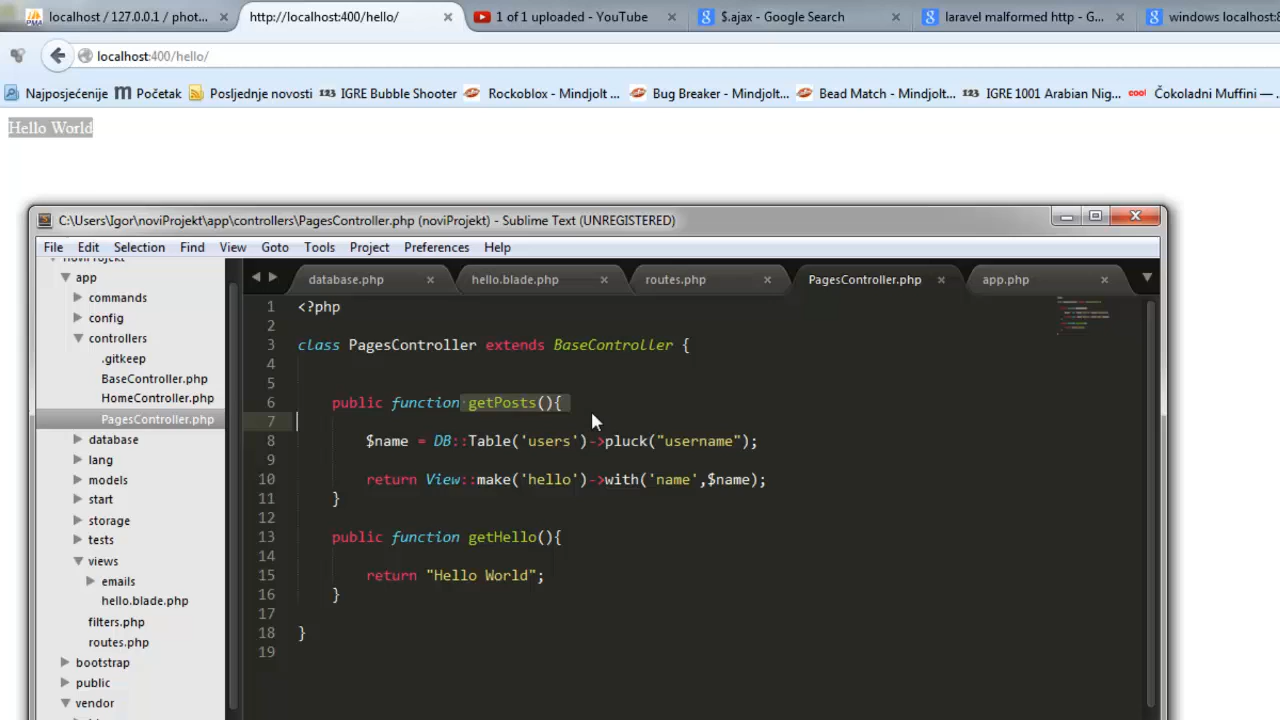 localhost / 127.0.0.1 / phot...
http://localhost:400/hello/
1 of 1 uploaded - YouTube
$.ajax - Google Search
laravel malformed http - G...
windows localhost:8
localhost:400/hello/
Najposjećenije
Početak
Posljednje novosti
123 IGRE Bubble Shooter
Rockoblox - Mindjolt ...
Bug Breaker - Mindjolt...
Bead Match - Mindjolt...
123 IGRE 1001 Arabian Nig...
cool Čokoladni Muffini —
Hello World
C:\Users\Igor\noviProjekt\app\controllers\PagesController.php (noviProjekt) - Sublime Text (UNREGISTERED)
File Edit Selection Find View Goto Tools Project Preferences Help
noviProjekt
app
commands
config
controllers
.gitkeep
BaseController.php
HomeController.php
PagesController.php
database
lang
models
start
storage
tests
views
emails
hello.blade.php
filters.php
routes.php
bootstrap
public
vendor
database.php
hello.blade.php
routes.php
PagesController.php
app.php
1 <?php
2
3 class PagesController extends BaseController {
4
5
6 public function getPosts(){
7
8 $name = DB::Table('users')->pluck("username");
9
10 return View::make('hello')->with('name',$name);
11 }
12
13 public function getHello(){
14
15 return "Hello World";
16 }
17
18 }
19